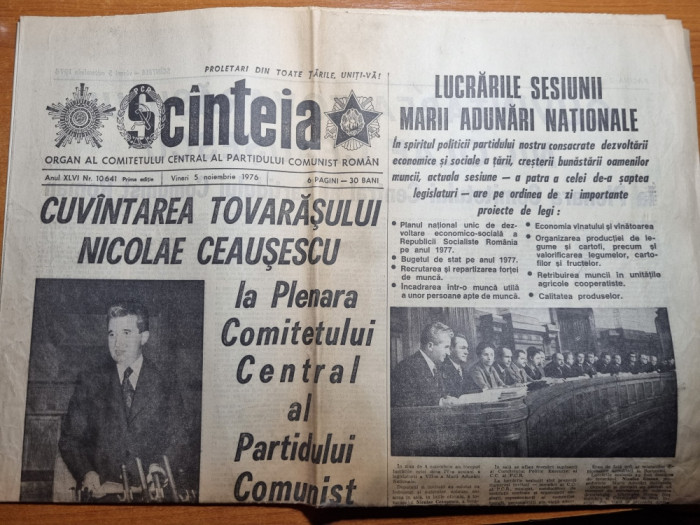 PROLETARI DIN TOATE ȚĂRILE, UNIȚI-VĂ!
PCR
Scînteia
ORGAN AL COMITETULUI CENTRAL AL PARTIDULUI COMUNIST ROMÂN
Anul XLVI Nr. 10641 Prima ediție
Vineri 5 noiembrie 1976
6 PAGINI — 30 BANI
CUVÎNTAREA TOVARĂȘULUI
NICOLAE CEAUȘESCU
la Plenara
Comitetului
Central
al
Partidului
Comunist
LUCRĂRILE SESIUNII
MARII ADUNĂRI NAȚIONALE
În spiritul politicii partidului nostru consacrate dezvoltării
economice și sociale a țării, creșterii bunăstării oamenilor
muncii, actuala sesiune — a patra a celei de-a șaptea
legislaturi — are pe ordinea de zi importante
proiecte de legi :
• Planul național unic de dez-
voltare economico-socială a
Republicii Socialiste România
pe anul 1977.
• Bugetul de stat pe anul 1977.
• Recrutarea și repartizarea forței
de muncă.
• Încadrarea într-o muncă utilă
a unor persoane apte de muncă.
• Economia vînatului și vînătoarea
• Organizarea producției de le-
gume și cartofi, precum și
valorificarea legumelor, carto-
filor și fructelor.
• Retribuirea muncii în unitățile
agricole cooperatiste.
• Calitatea produselor.